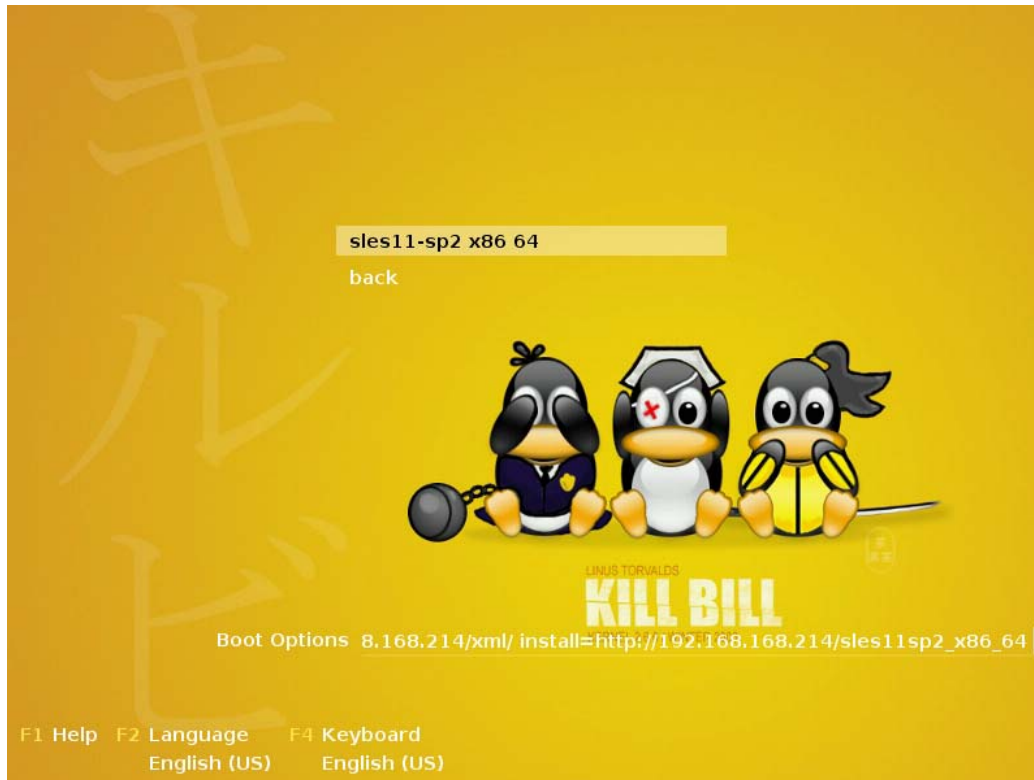 キルビ
sles11-sp2 x86 64
back
LINUS TORVALDS
KILL BILL
Boot Options 8.168.214/xml/ install=http://192.168.168.214/sles11sp2_x86_64
F1 Help F2 Language F4 Keyboard
English (US) English (US)